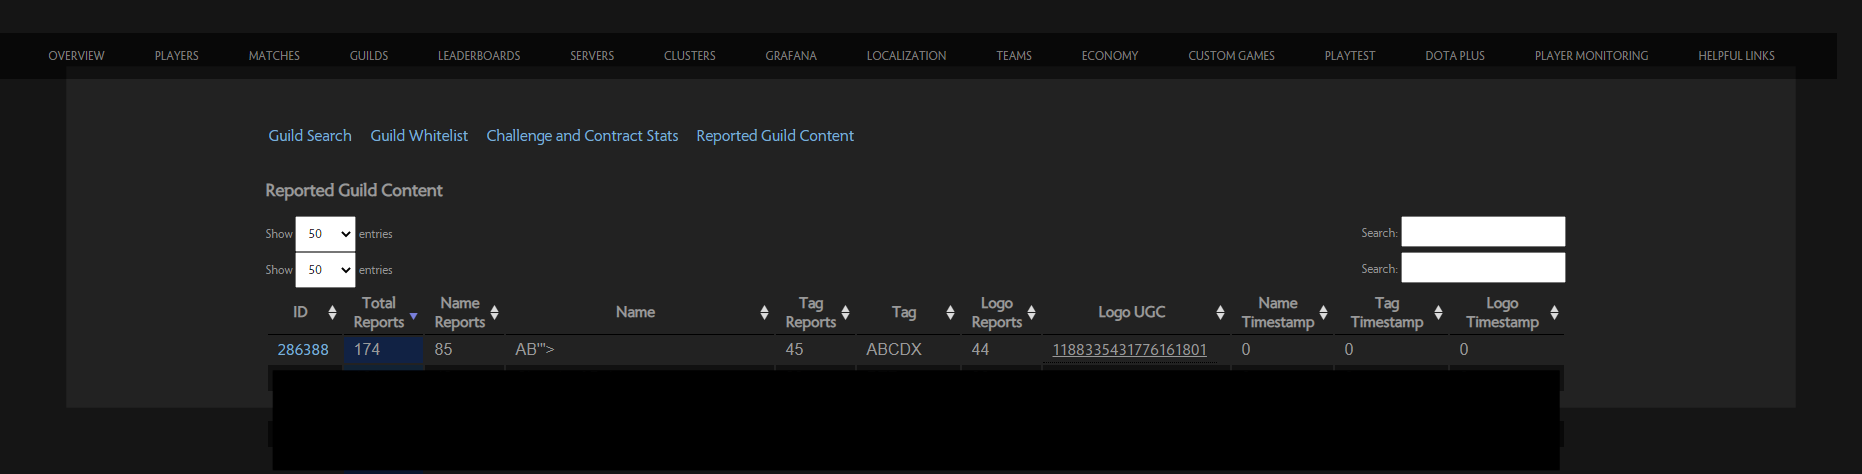 OVERVIEW PLAYERS MATCHES GUILDS LEADERBOARDS SERVERS CLUSTERS GRAFANA LOCALIZATION TEAMS ECONOMY CUSTOM GAMES PLAYTEST DOTA PLUS PLAYER MONITORING HELPFUL LINKS
Guild Search Guild Whitelist Challenge and Contract Stats Reported Guild Content
Reported Guild Content
Show 50 entries Search:
Show 50 entries Search:
ID Total Reports Name Reports Name Tag Reports Tag Logo Reports Logo UGC Name Timestamp Tag Timestamp Logo Timestamp
286388 174 85 AB'"> 45 ABCDX 44 1188335431776161801 0 0 0